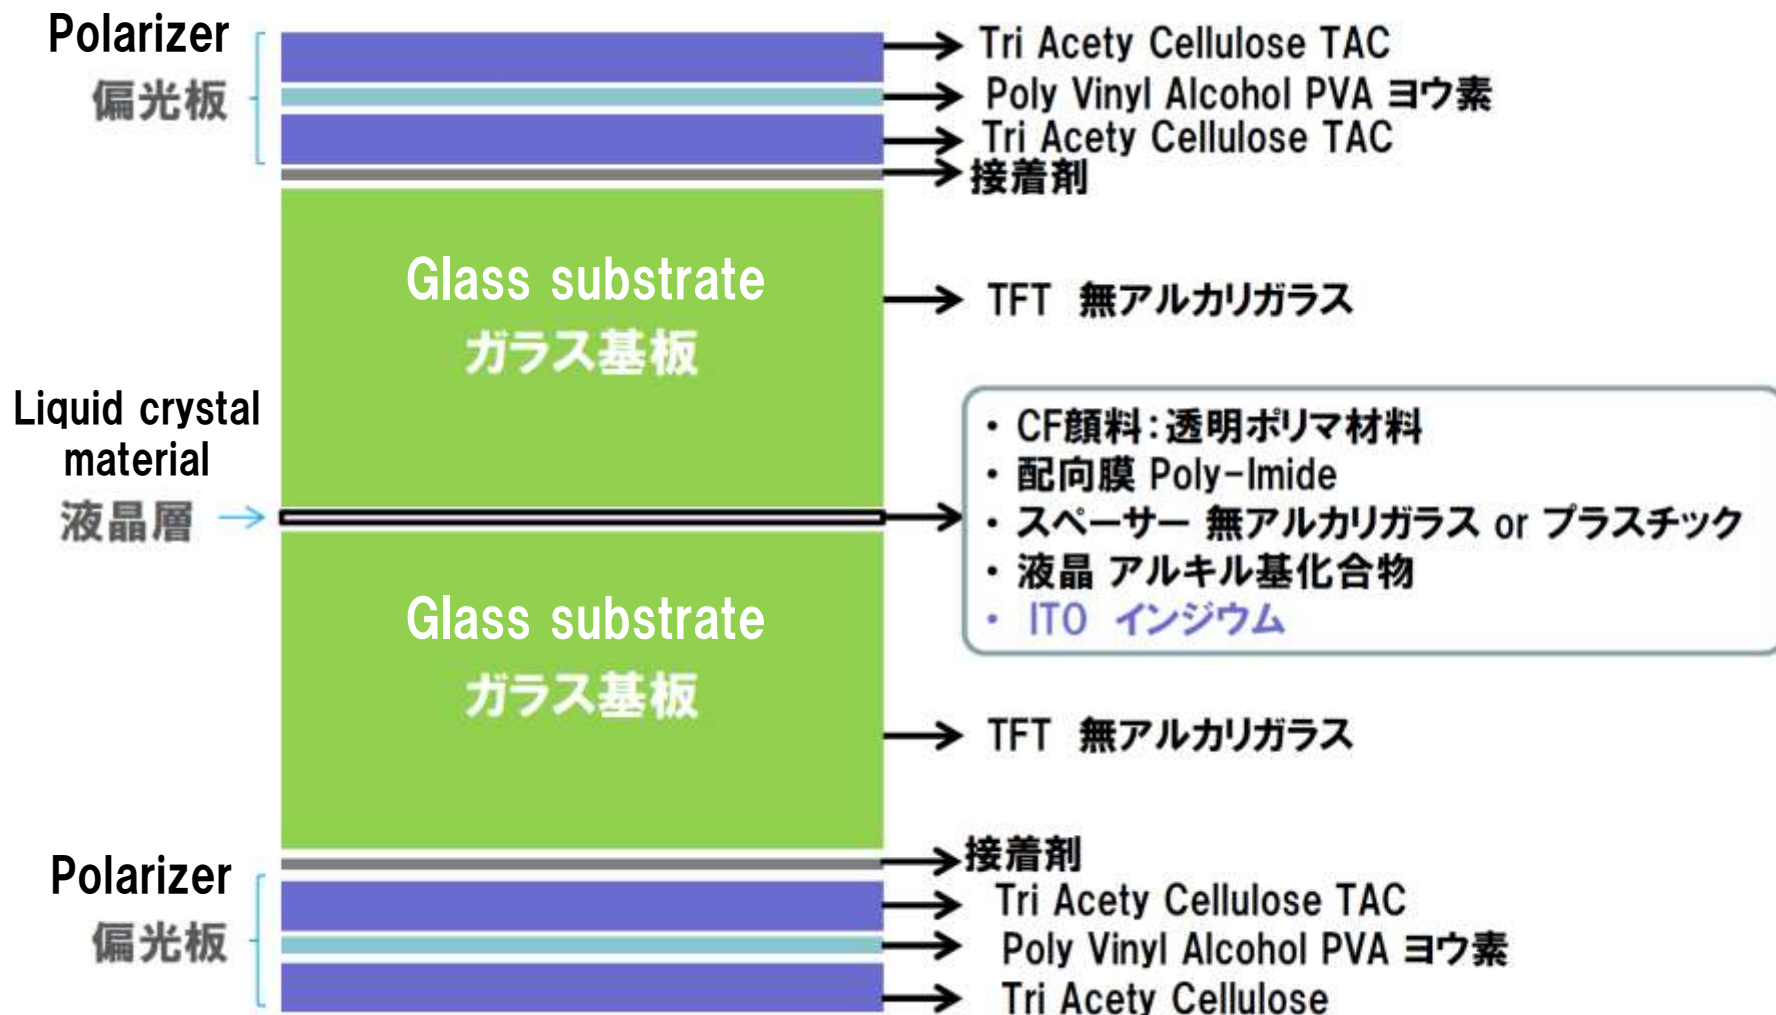 Polarizer
偏光板
Tri Acety Cellulose TAC
Poly Vinyl Alcohol PVA ヨウ素
Tri Acety Cellulose TAC
接着剤
Glass substrate
ガラス基板
TFT 無アルカリガラス
Liquid crystal
material
液晶層
・ CF顔料：透明ポリマ材料
・ 配向膜 Poly-Imide
・ スペーサー 無アルカリガラス or プラスチック
・ 液晶 アルキル基化合物
・ ITO インジウム
Glass substrate
ガラス基板
TFT 無アルカリガラス
接着剤
Polarizer
偏光板
Tri Acety Cellulose TAC
Poly Vinyl Alcohol PVA ヨウ素
Tri Acety Cellulose